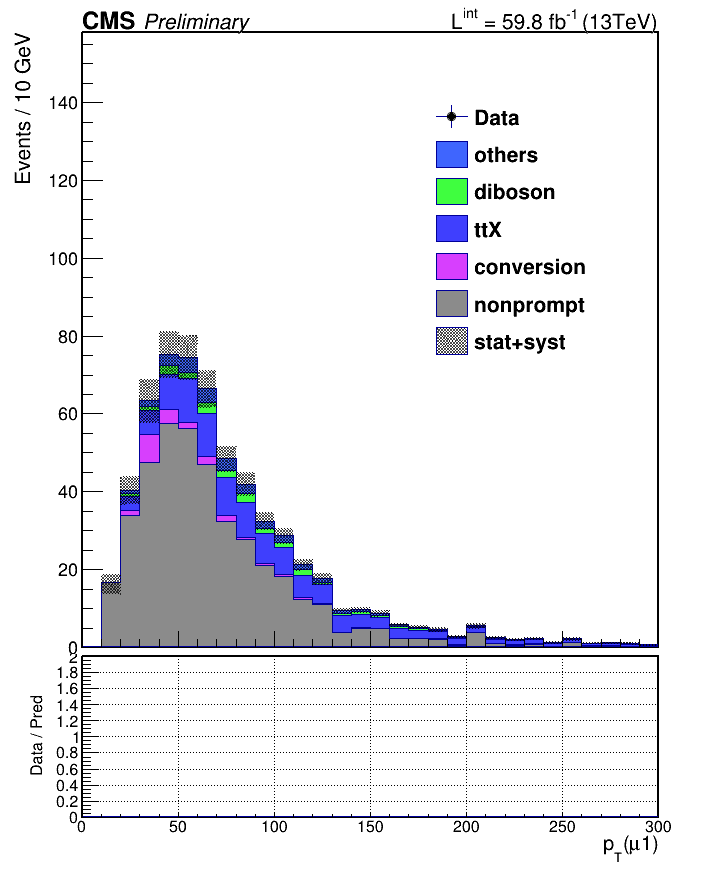 CMS Preliminary L^int = 59.8 fb^-1 (13TeV)
Events / 10 GeV
140
120
100
80
60
40
20
0
Data
others
diboson
ttX
conversion
nonprompt
stat+syst
Data / Pred
2
1.8
1.6
1.4
1.2
1
0.8
0.6
0.4
0.2
0
0 50 100 150 200 250 300
p_T(μ1)